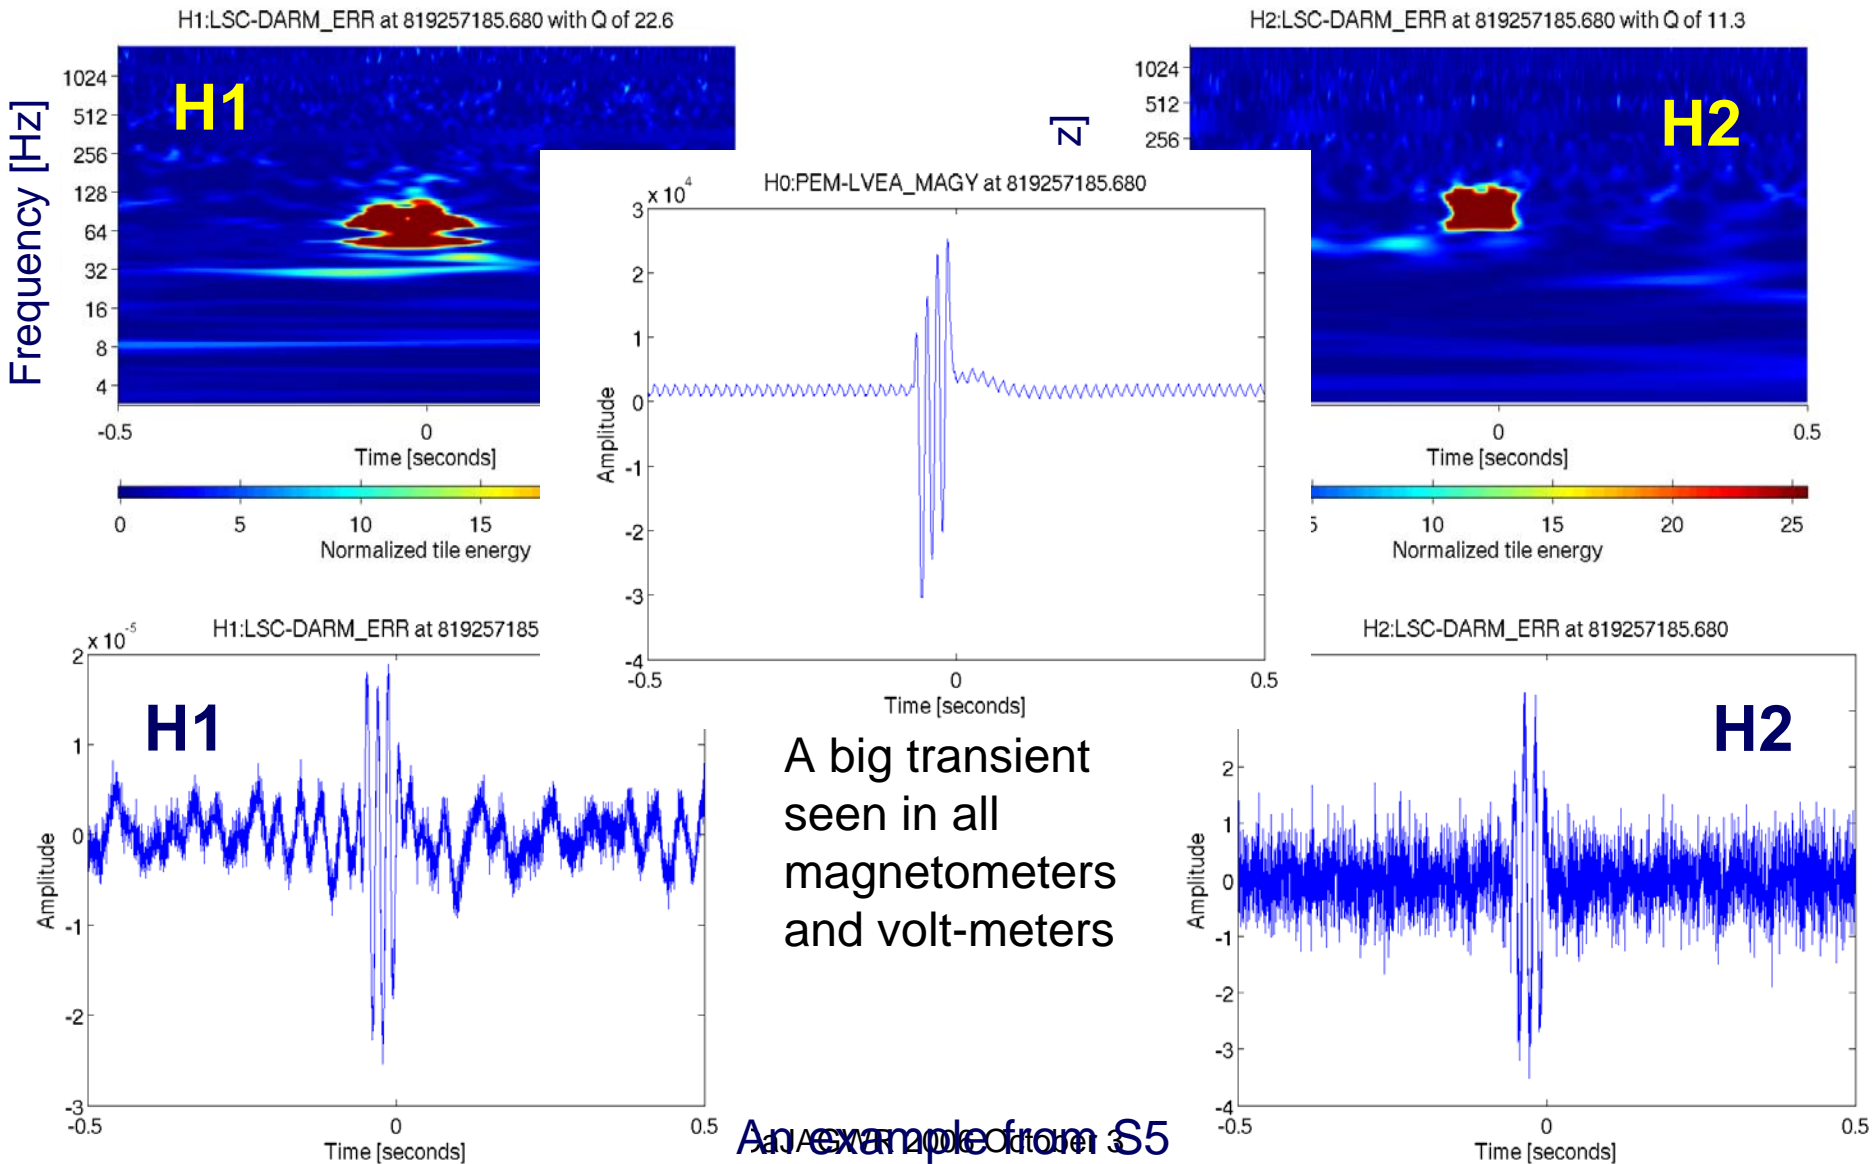 H1:LSC-DARM_ERR at 819257185.680 with Q of 22.6
H1
Frequency [Hz]
1024
512
256
128
64
32
16
8
4
-0.5
0
Time [seconds]
0
5
10
15
Normalized tile energy
H2:LSC-DARM_ERR at 819257185.680 with Q of 11.3
H2
z]
1024
512
256
0
0.5
Time [seconds]
5
10
15
20
25
Normalized tile energy
H0:PEM-LVEA_MAGY at 819257185.680
x 10^4
3
2
1
0
-1
-2
-3
-4
Amplitude
-0.5
0
0.5
Time [seconds]
H1:LSC-DARM_ERR at 819257185
x 10^-5
H1
2
1
0
-1
-2
-3
Amplitude
-0.5
0
0.5
Time [seconds]
A big transient
seen in all
magnetometers
and volt-meters
H2:LSC-DARM_ERR at 819257185.680
H2
2
1
0
-1
-2
-3
-4
Amplitude
-0.5
0
0.5
Time [seconds]
An example from S5
2006 October 3